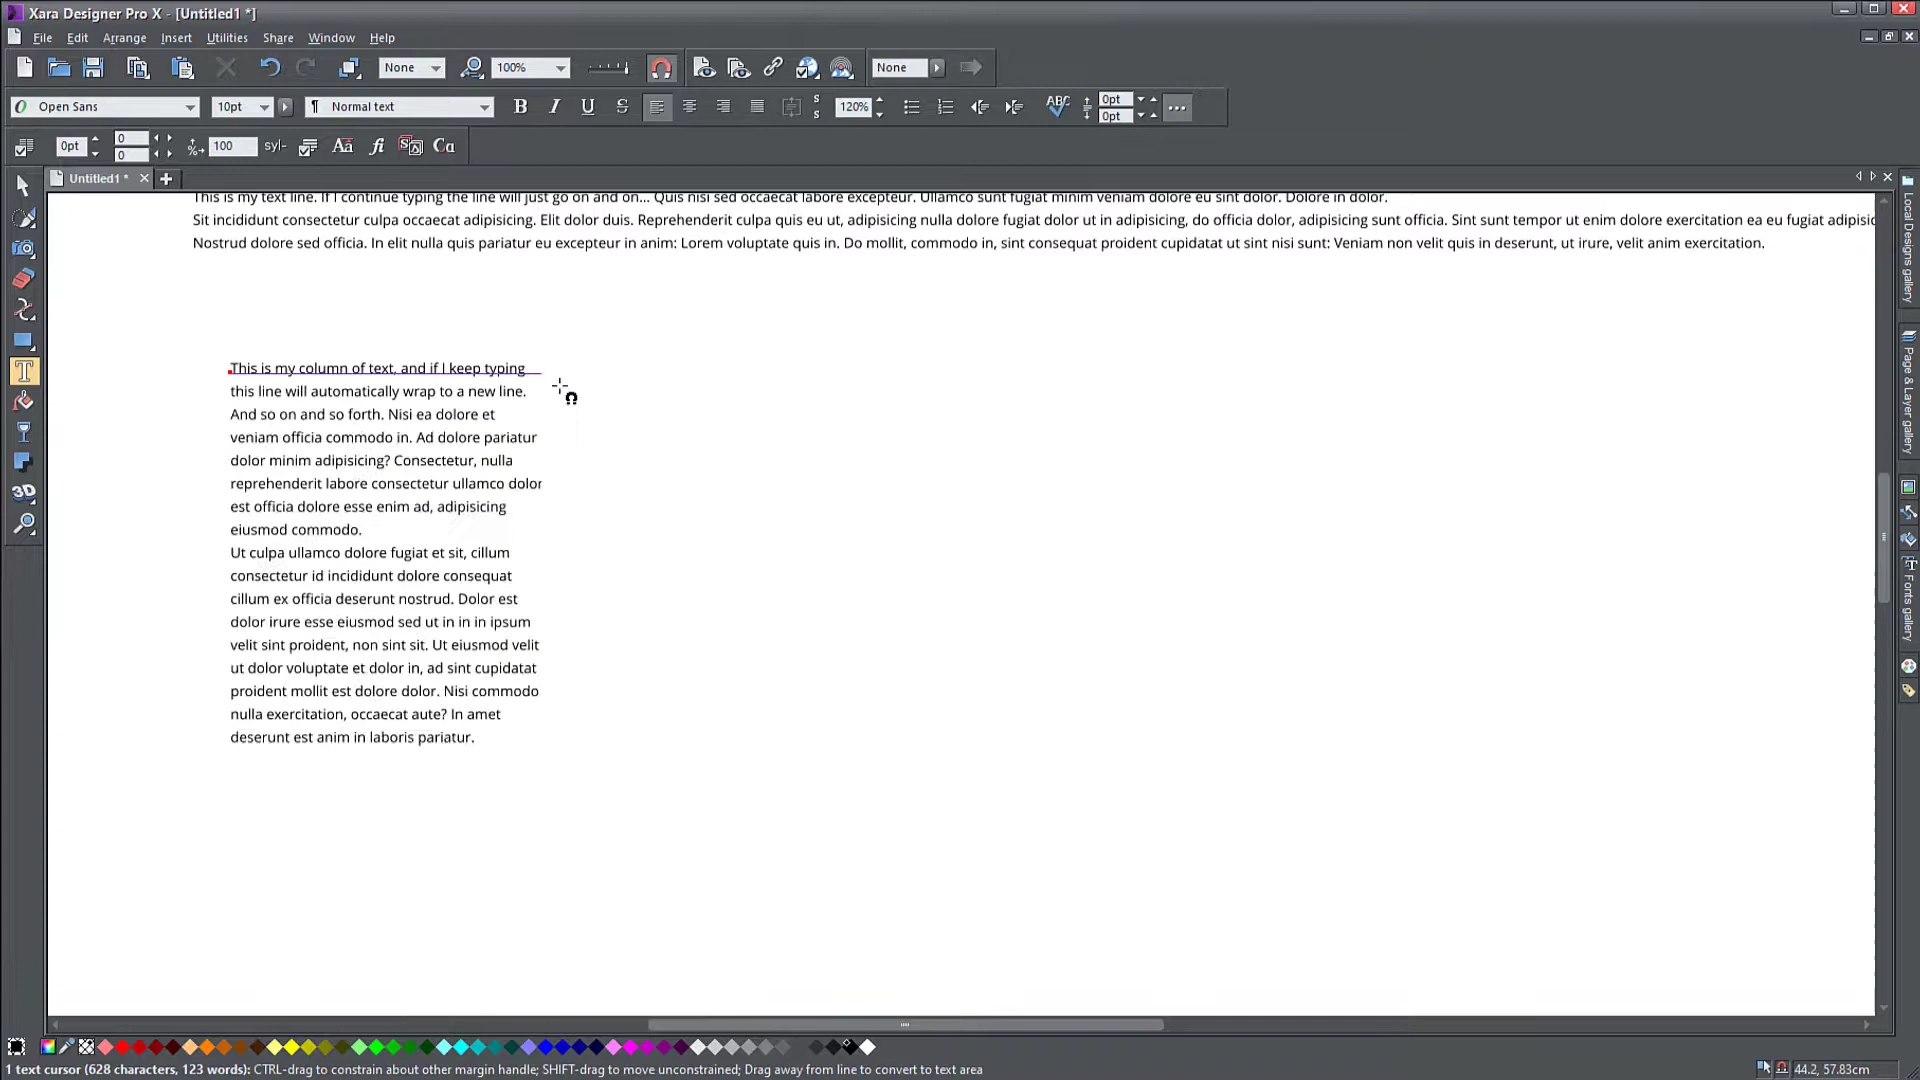 Xara Designer Pro X - [Untitled1 *]
File Edit Arrange Insert Utilities Share Window Help
None 100% None
Open Sans 10pt ¶ Normal text B I U S 120% ABC 0pt
0pt
0pt 0 100 syl- Aa fi Ca
0
Untitled1 *
This is my text line. If I continue typing the line will just go on and on... Quis nisi sed occaecat labore excepteur. Ullamco sunt fugiat minim veniam dolore eu sint dolor. Dolore in dolor.
Sit incididunt consectetur culpa occaecat adipisicing. Elit dolor duis. Reprehenderit culpa quis eu ut, adipisicing nulla dolore fugiat dolor ut in adipisicing, do officia dolor, adipisicing sunt officia. Sint sunt tempor ut enim dolore exercitation ea eu fugiat adipisic
Nostrud dolore sed officia. In elit nulla quis pariatur eu excepteur in anim: Lorem voluptate quis in. Do mollit, commodo in, sint consequat proident cupidatat ut sint nisi sunt: Veniam non velit quis in deserunt, ut irure, velit anim exercitation.
This is my column of text, and if I keep typing
this line will automatically wrap to a new line.
And so on and so forth. Nisi ea dolore et
veniam officia commodo in. Ad dolore pariatur
dolor minim adipisicing? Consectetur, nulla
reprehenderit labore consectetur ullamco dolor
est officia dolore esse enim ad, adipisicing
eiusmod commodo.
Ut culpa ullamco dolore fugiat et sit, cillum
consectetur id incididunt dolore consequat
cillum ex officia deserunt nostrud. Dolor est
dolor irure esse eiusmod sed ut in in in ipsum
velit sint proident, non sint sit. Ut eiusmod velit
ut dolor voluptate et dolor in, ad sint cupidatat
proident mollit est dolore dolor. Nisi commodo
nulla exercitation, occaecat aute? In amet
deserunt est anim in laboris pariatur.
3D
Local Designs gallery
Page & Layer gallery
Fonts gallery
1 text cursor (628 characters, 123 words): CTRL-drag to constrain about other margin handle; SHIFT-drag to move unconstrained; Drag away from line to convert to text area
44.2, 57.83cm